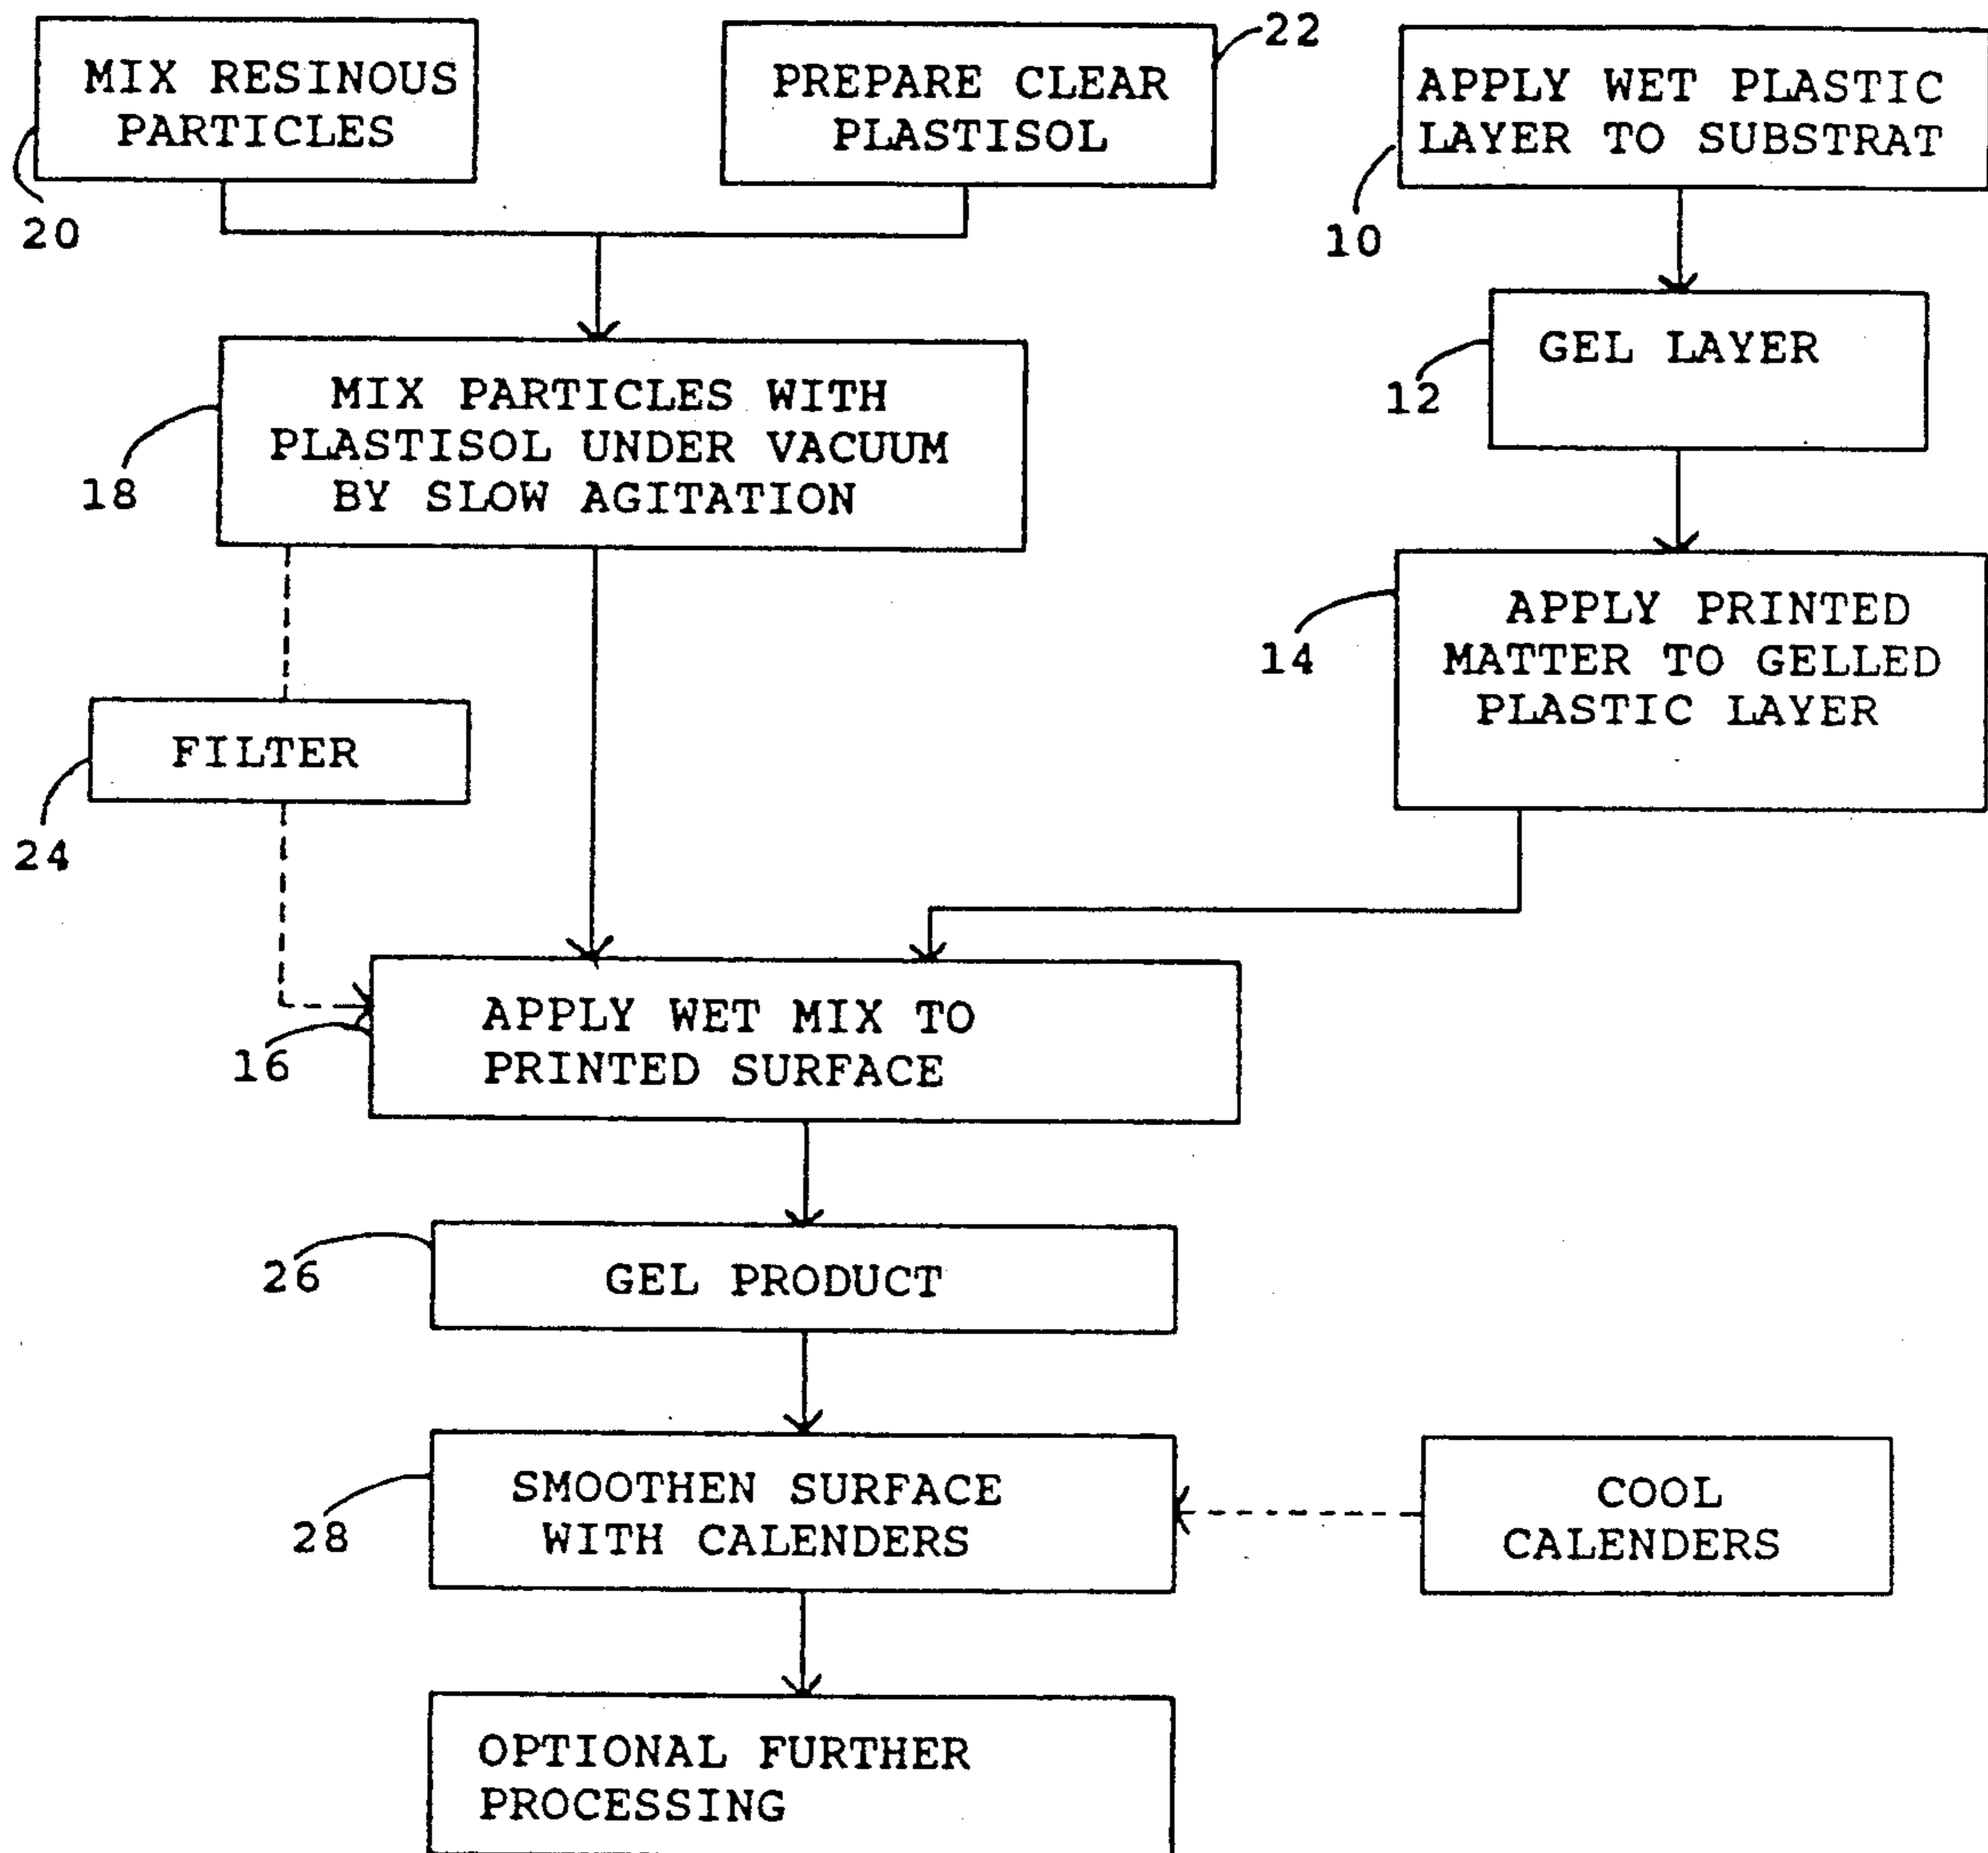 MIX RESINOUS
PARTICLES
20
PREPARE CLEAR
PLASTISOL
22
APPLY WET PLASTIC
LAYER TO SUBSTRAT
10
GEL LAYER
12
MIX PARTICLES WITH
PLASTISOL UNDER VACUUM
BY SLOW AGITATION
18
APPLY PRINTED
MATTER TO GELLED
PLASTIC LAYER
14
FILTER
24
APPLY WET MIX TO
PRINTED SURFACE
16
GEL PRODUCT
26
SMOOTHEN SURFACE
WITH CALENDERS
28
COOL
CALENDERS
OPTIONAL FURTHER
PROCESSING